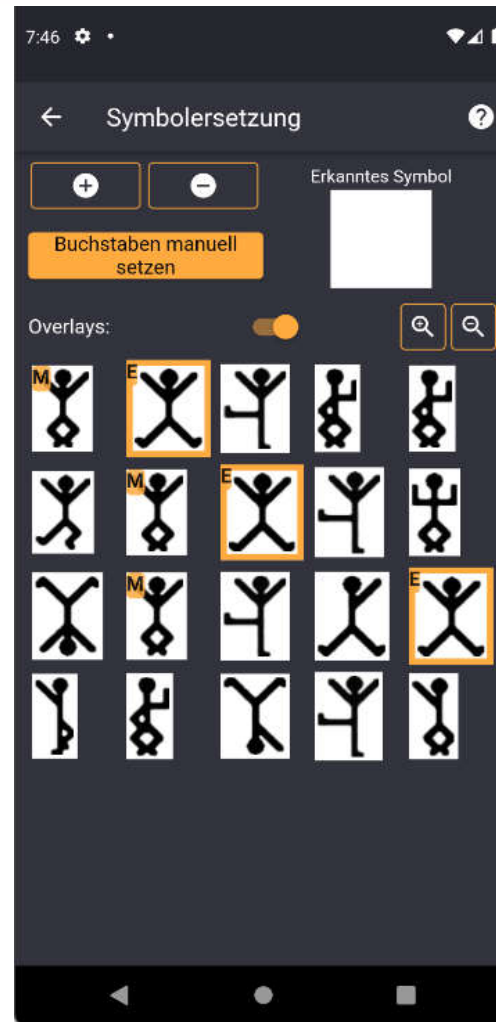 7:46
Symbolersetzung
Erkanntes Symbol
Buchstaben manuell
setzen
Overlays:
M E
M E
M E